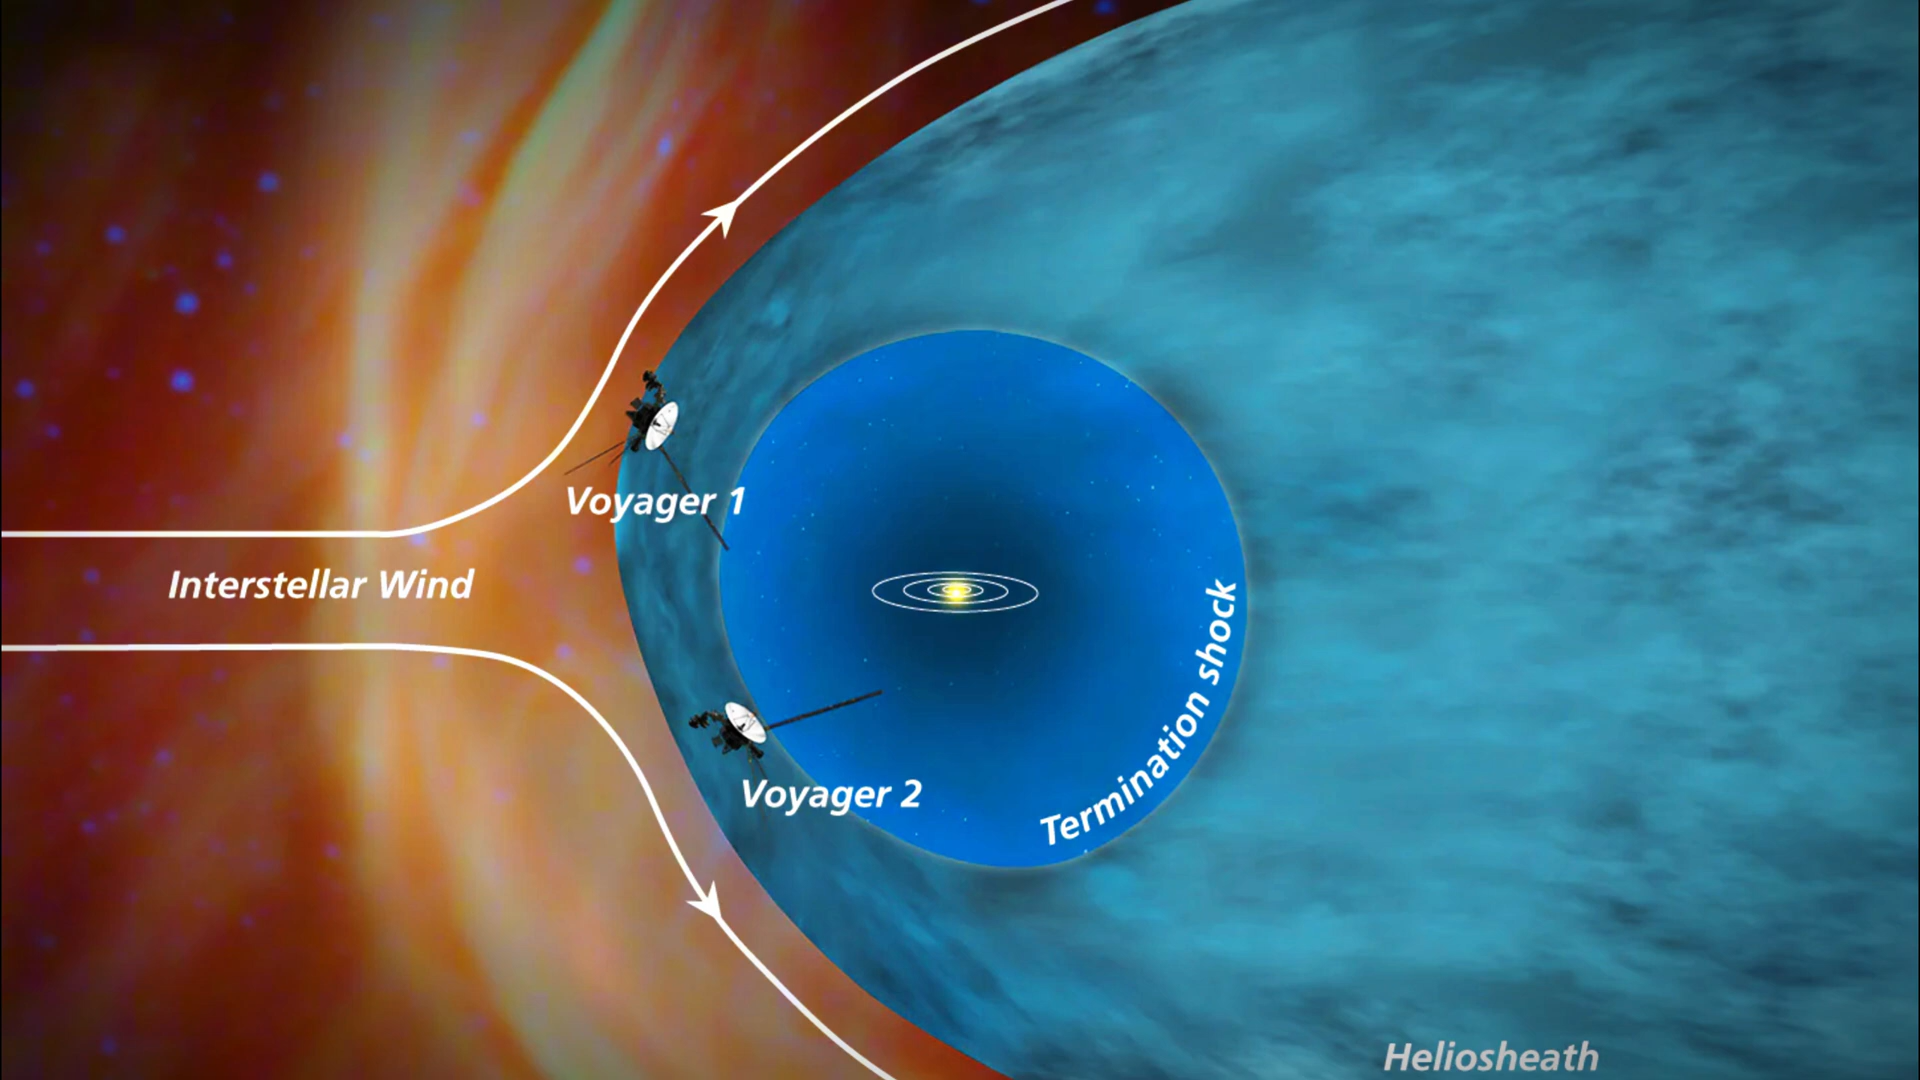 Voyager 1
Interstellar Wind
Termination shock
Voyager 2
Heliosheath